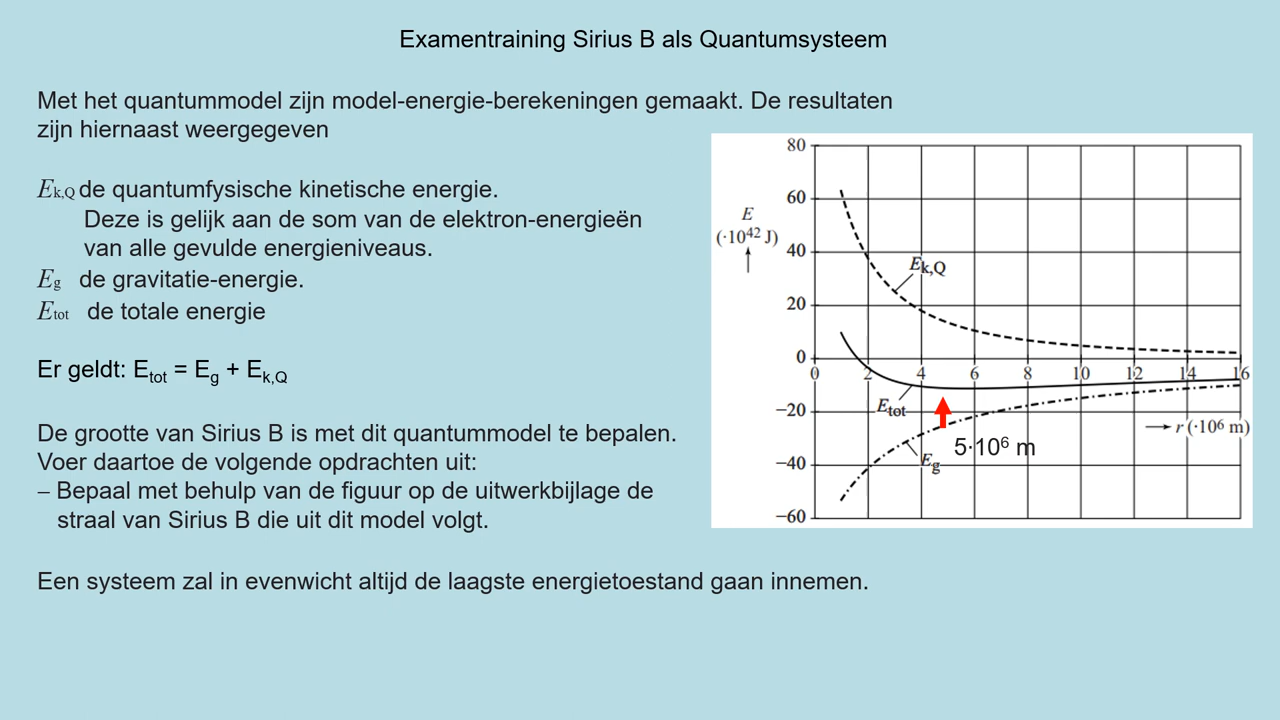 Examentraining Sirius B als Quantumsysteem
Met het quantummodel zijn model-energie-berekeningen gemaakt. De resultaten
zijn hiernaast weergegeven
Ek,Q de quantumfysische kinetische energie.
Deze is gelijk aan de som van de elektron-energieën
van alle gevulde energieniveaus.
Eg de gravitatie-energie.
Etot de totale energie
Er geldt: Etot = Eg + Ek,Q
De grootte van Sirius B is met dit quantummodel te bepalen.
Voer daartoe de volgende opdrachten uit:
– Bepaal met behulp van de figuur op de uitwerkbijlage de
straal van Sirius B die uit dit model volgt.
Een systeem zal in evenwicht altijd de laagste energietoestand gaan innemen.
80
60
E
(·10⁴² J)
40
Ek,Q
20
0
0 2 4 6 8 10 12 14 16
Etot
−20
r (·10⁶ m)
5·10⁶ m
Eg
−40
−60